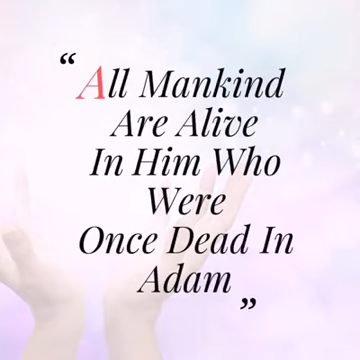 “
All Mankind
Are Alive
In Him Who
Were
Once Dead In
Adam
”